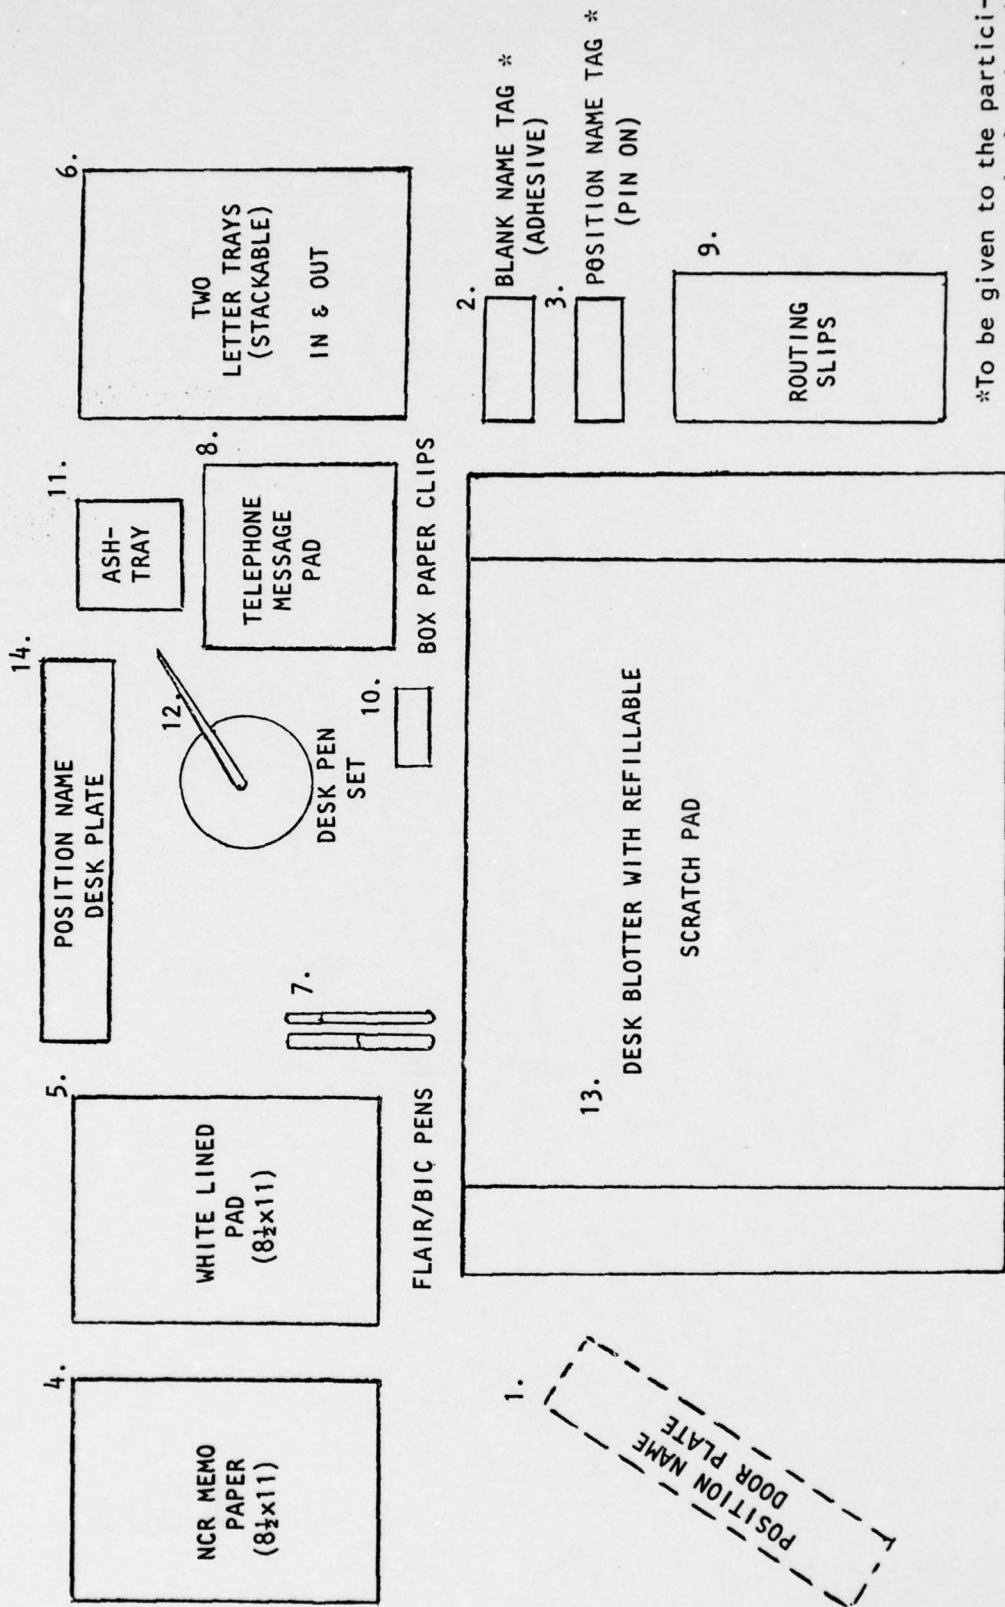 4.
NCR MEMO
PAPER
(8½x11)
5.
WHITE LINED
PAD
(8½x11)
14.
POSITION NAME
DESK PLATE
11.
ASH-
TRAY
6.
TWO
LETTER TRAYS
(STACKABLE)
IN & OUT
12.
DESK PEN
SET
8.
TELEPHONE
MESSAGE
PAD
7.
FLAIR/BIC PENS
10.
BOX PAPER CLIPS
1.
POSITION NAME
DOOR PLATE
13.
DESK BLOTTER WITH REFILLABLE
SCRATCH PAD
2.
BLANK NAME TAG *
(ADHESIVE)
3.
POSITION NAME TAG *
(PIN ON)
9.
ROUTING
SLIPS
*To be given to the partici-